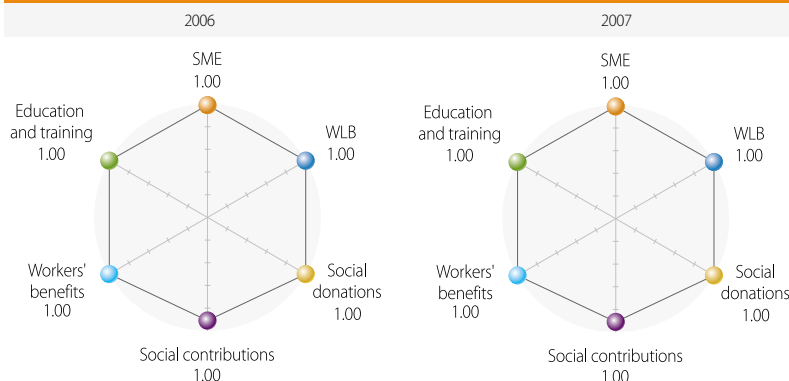 2006
SME
1.00
Education
and training
1.00
WLB
1.00
Workers'
benefits
1.00
Social
donations
1.00
Social contributions
1.00
2007
SME
1.00
Education
and training
1.00
WLB
1.00
Workers'
benefits
1.00
Social
donations
1.00
Social contributions
1.00